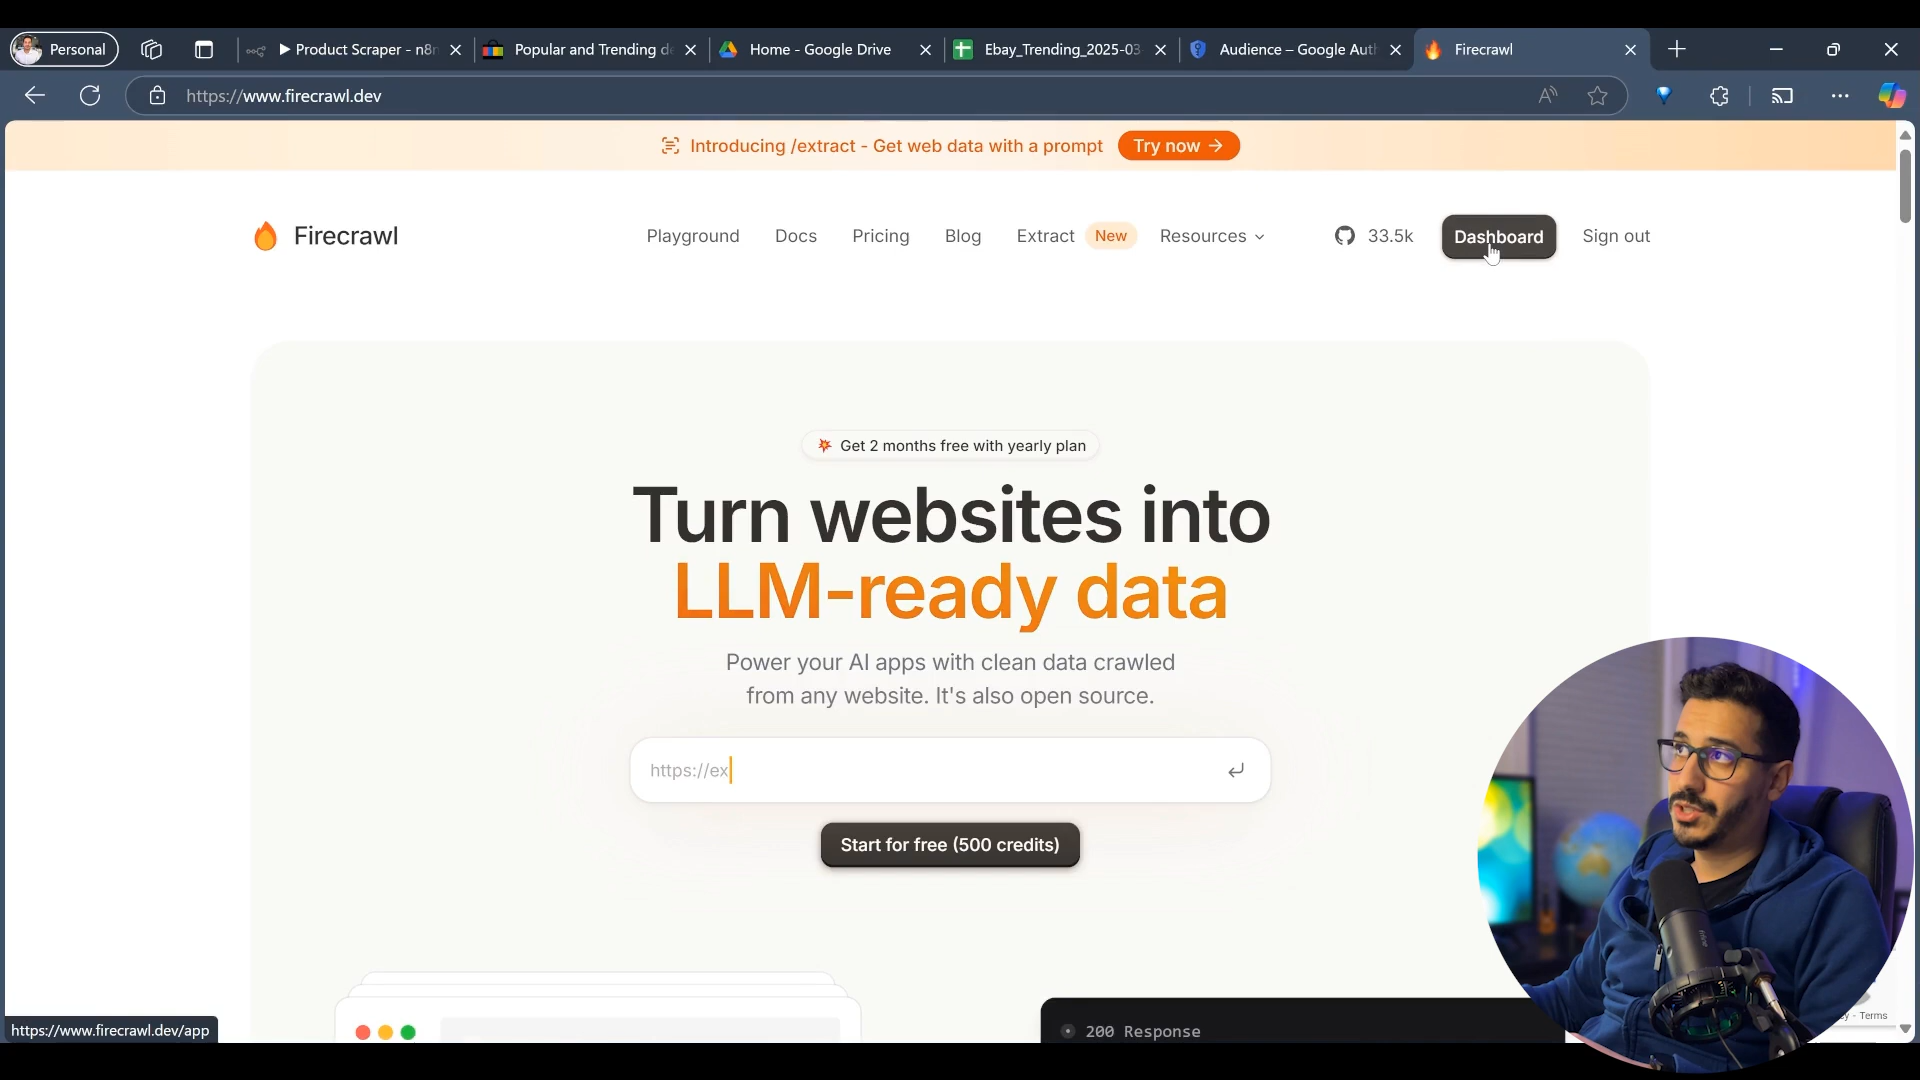 Personal
Product Scraper - n8n
Popular and Trending de
Home - Google Drive
Ebay_Trending_2025-03-
Audience – Google Auth
Firecrawl
https://www.firecrawl.dev
Introducing /extract - Get web data with a prompt
Try now →
Firecrawl
Playground
Docs
Pricing
Blog
Extract
New
Resources
33.5k
Dashboard
Sign out
Get 2 months free with yearly plan
Turn websites into
LLM-ready data
Power your AI apps with clean data crawled
from any website. It's also open source.
https://ex
Start for free (500 credits)
200 Response
https://www.firecrawl.dev/app
- Terms